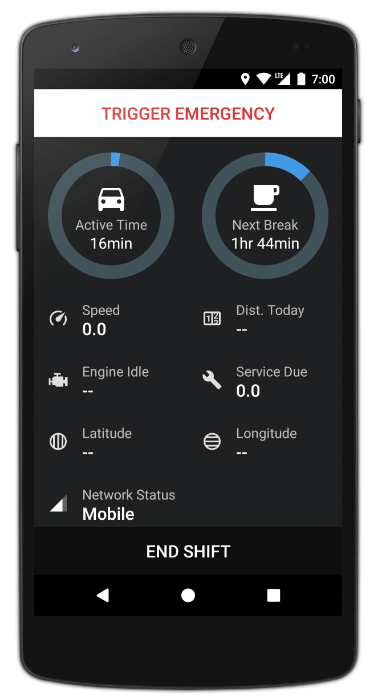 LTE 7:00
TRIGGER EMERGENCY
Active Time
16min
Next Break
1hr 44min
Speed
0.0
Dist. Today
--
Engine Idle
--
Service Due
0.0
Latitude
--
Longitude
--
Network Status
Mobile
END SHIFT